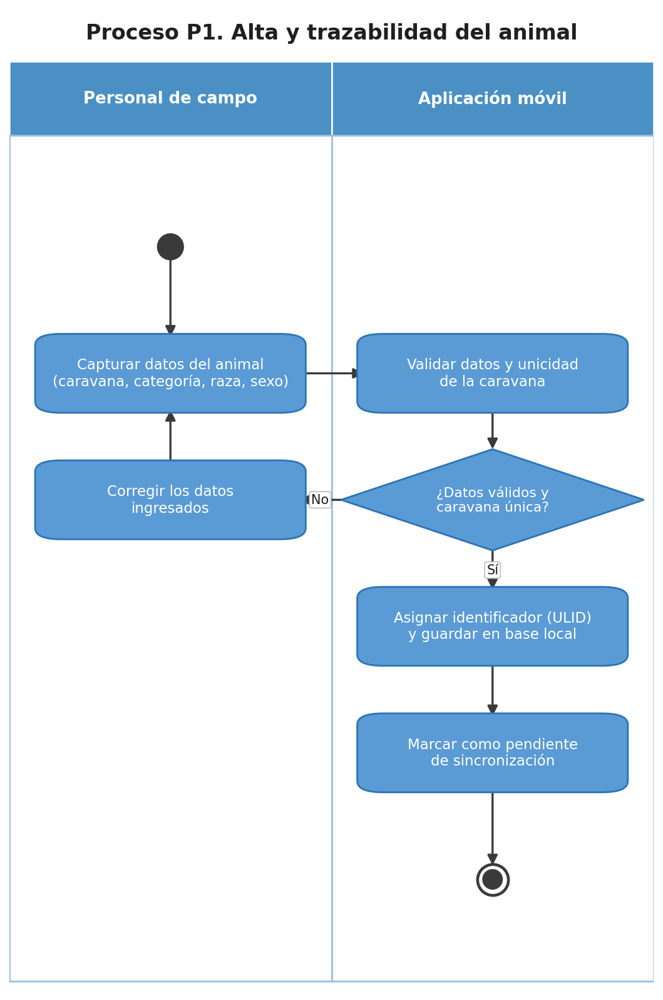 Proceso P1. Alta y trazabilidad del animal
Personal de campo
Aplicación móvil
Capturar datos del animal
(caravana, categoría, raza, sexo)
Validar datos y unicidad
de la caravana
Corregir los datos
ingresados
No
¿Datos válidos y
caravana única?
Sí
Asignar identificador (ULID)
y guardar en base local
Marcar como pendiente
de sincronización